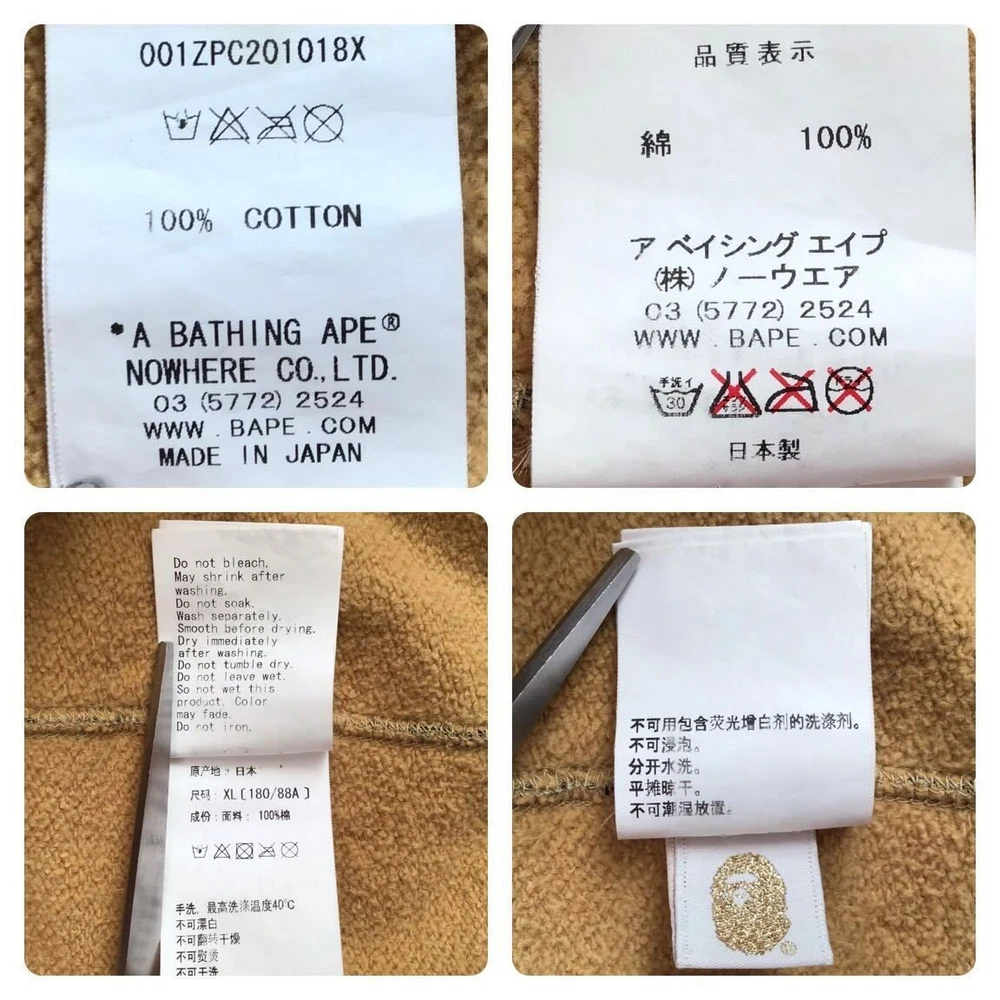 001ZPC201018X
100% COTTON
*A BATHING APE®
NOWHERE CO.,LTD.
03 (5772) 2524
WWW . BAPE . COM
MADE IN JAPAN
品質表示
綿 100%
ア ベイシング エイプ
(株) ノーウエア
03 (5772) 2524
WWW . BAPE . COM
手洗イ
30
日本製
Do not bleach.
May shrink after
washing.
Do not soak.
Wash separately.
Smooth before drying.
Dry immediately
after washing.
Do not tumble dry.
Do not leave wet.
So not wet this
product. Color
may fade.
Do not iron.
原产地: 日本
尺码: XL[180/88A]
成份: 面料: 100%棉
手洗, 最高洗涤温度40℃
不可漂白
不可翻转干燥
不可熨烫
不可干洗
不可用包含荧光增白剂的洗涤剂。
不可浸泡。
分开水洗。
平摊晾干。
不可潮湿放置。
®